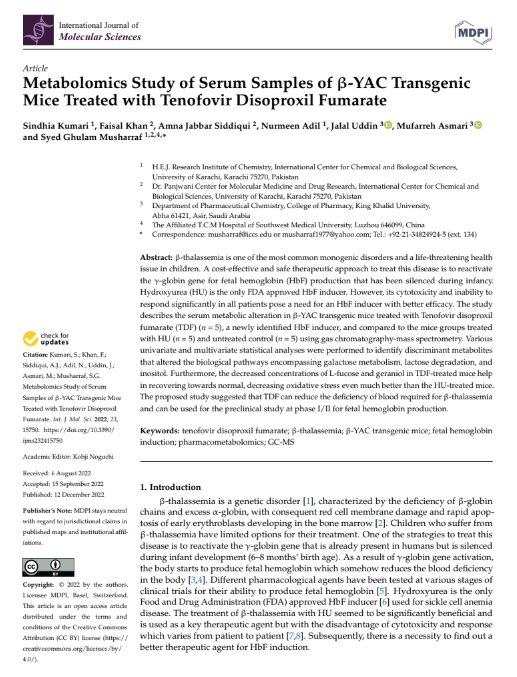 International Journal of
Molecular Sciences
MDPI
Article
Metabolomics Study of Serum Samples of β-YAC Transgenic
Mice Treated with Tenofovir Disoproxil Fumarate
Sindhia Kumari 1, Faisal Khan 2, Amna Jabbar Siddiqui 2, Nurmeen Adil 1, Jalal Uddin 3, Mufarreh Asmari 3
and Syed Ghulam Musharraf 1,2,4,*
1 H.E.J. Research Institute of Chemistry, International Center for Chemical and Biological Sciences,
University of Karachi, Karachi 75270, Pakistan
2 Dr. Panjwani Center for Molecular Medicine and Drug Research, International Center for Chemical and
Biological Sciences, University of Karachi, Karachi 75270, Pakistan
3 Department of Pharmaceutical Chemistry, College of Pharmacy, King Khalid University,
Abha 61421, Asir, Saudi Arabia
4 The Affiliated T.C.M Hospital of Southwest Medical University, Luzhou 646099, China
* Correspondence: musharraf@iccs.edu or musharraf1977@yahoo.com; Tel.: +92-21-34824924-5 (ext. 134)
Abstract: β-thalassemia is one of the most common monogenic disorders and a life-threatening health
issue in children. A cost-effective and safe therapeutic approach to treat this disease is to reactivate
the γ-globin gene for fetal hemoglobin (HbF) production that has been silenced during infancy.
Hydroxyurea (HU) is the only FDA approved HbF inducer. However, its cytotoxicity and inability to
respond significantly in all patients pose a need for an HbF inducer with better efficacy. The study
describes the serum metabolic alteration in β-YAC transgenic mice treated with Tenofovir disoproxil
fumarate (TDF) (n = 5), a newly identified HbF inducer, and compared to the mice groups treated
with HU (n = 5) and untreated control (n = 5) using gas chromatography-mass spectrometry. Various
univariate and multivariate statistical analyses were performed to identify discriminate metabolites
that altered the biological pathways encompassing galactose metabolism, lactose degradation, and
inositol. Furthermore, the decreased concentrations of L-fucose and geraniol in TDF-treated mice help
in recovering towards normal, decreasing oxidative stress even much better than the HU-treated mice.
The proposed study suggested that TDF can reduce the deficiency of blood required for β-thalassemia
and can be used for the preclinical study at phase I/II for fetal hemoglobin production.
Keywords: tenofovir disoproxil fumarate; β-thalassemia; β-YAC transgenic mice; fetal hemoglobin
induction; pharmacometabolomics; GC-MS
check for
updates
Citation: Kumari, S.; Khan, F.;
Siddiqui, A.J.; Adil, N.; Uddin, J.;
Asmari, M.; Musharraf, S.G.
Metabolomics Study of Serum
Samples of β-YAC Transgenic Mice
Treated with Tenofovir Disoproxil
Fumarate. Int. J. Mol. Sci. 2022, 23,
15750. https://doi.org/10.3390/
ijms232415750
Academic Editor: Kohji Noguchi
Received: 6 August 2022
Accepted: 15 September 2022
Published: 12 December 2022
Publisher's Note: MDPI stays neutral
with regard to jurisdictional claims in
published maps and institutional affil-
iations.
cc BY
Copyright: © 2022 by the authors.
Licensee MDPI, Basel, Switzerland.
This article is an open access article
distributed under the terms and
conditions of the Creative Commons
Attribution (CC BY) license (https://
creativecommons.org/licenses/by/
4.0/).
1. Introduction
β-thalassemia is a genetic disorder [1], characterized by the deficiency of β-globin
chains and excess α-globin, with consequent red cell membrane damage and rapid apop-
tosis of early erythroblasts developing in the bone marrow [2]. Children who suffer from
β-thalassemia have limited options for their treatment. One of the strategies to treat this
disease is to reactivate the γ-globin gene that is already present in humans but is silenced
during infant development (6–8 months' birth age). As a result of γ-globin gene activation,
the body starts to produce fetal hemoglobin which somehow reduces the blood deficiency
in the body [3,4]. Different pharmacological agents have been tested at various stages of
clinical trials for their ability to produce fetal hemoglobin [5]. Hydroxyurea is the only
Food and Drug Administration (FDA) approved HbF inducer [6] used for sickle cell anemia
disease. The treatment of β-thalassemia with HU seemed to be significantly beneficial and
is used as a key therapeutic agent but with the disadvantage of cytotoxicity and response
which varies from patient to patient [7,8]. Subsequently, there is a necessity to find out a
better therapeutic agent for HbF induction.